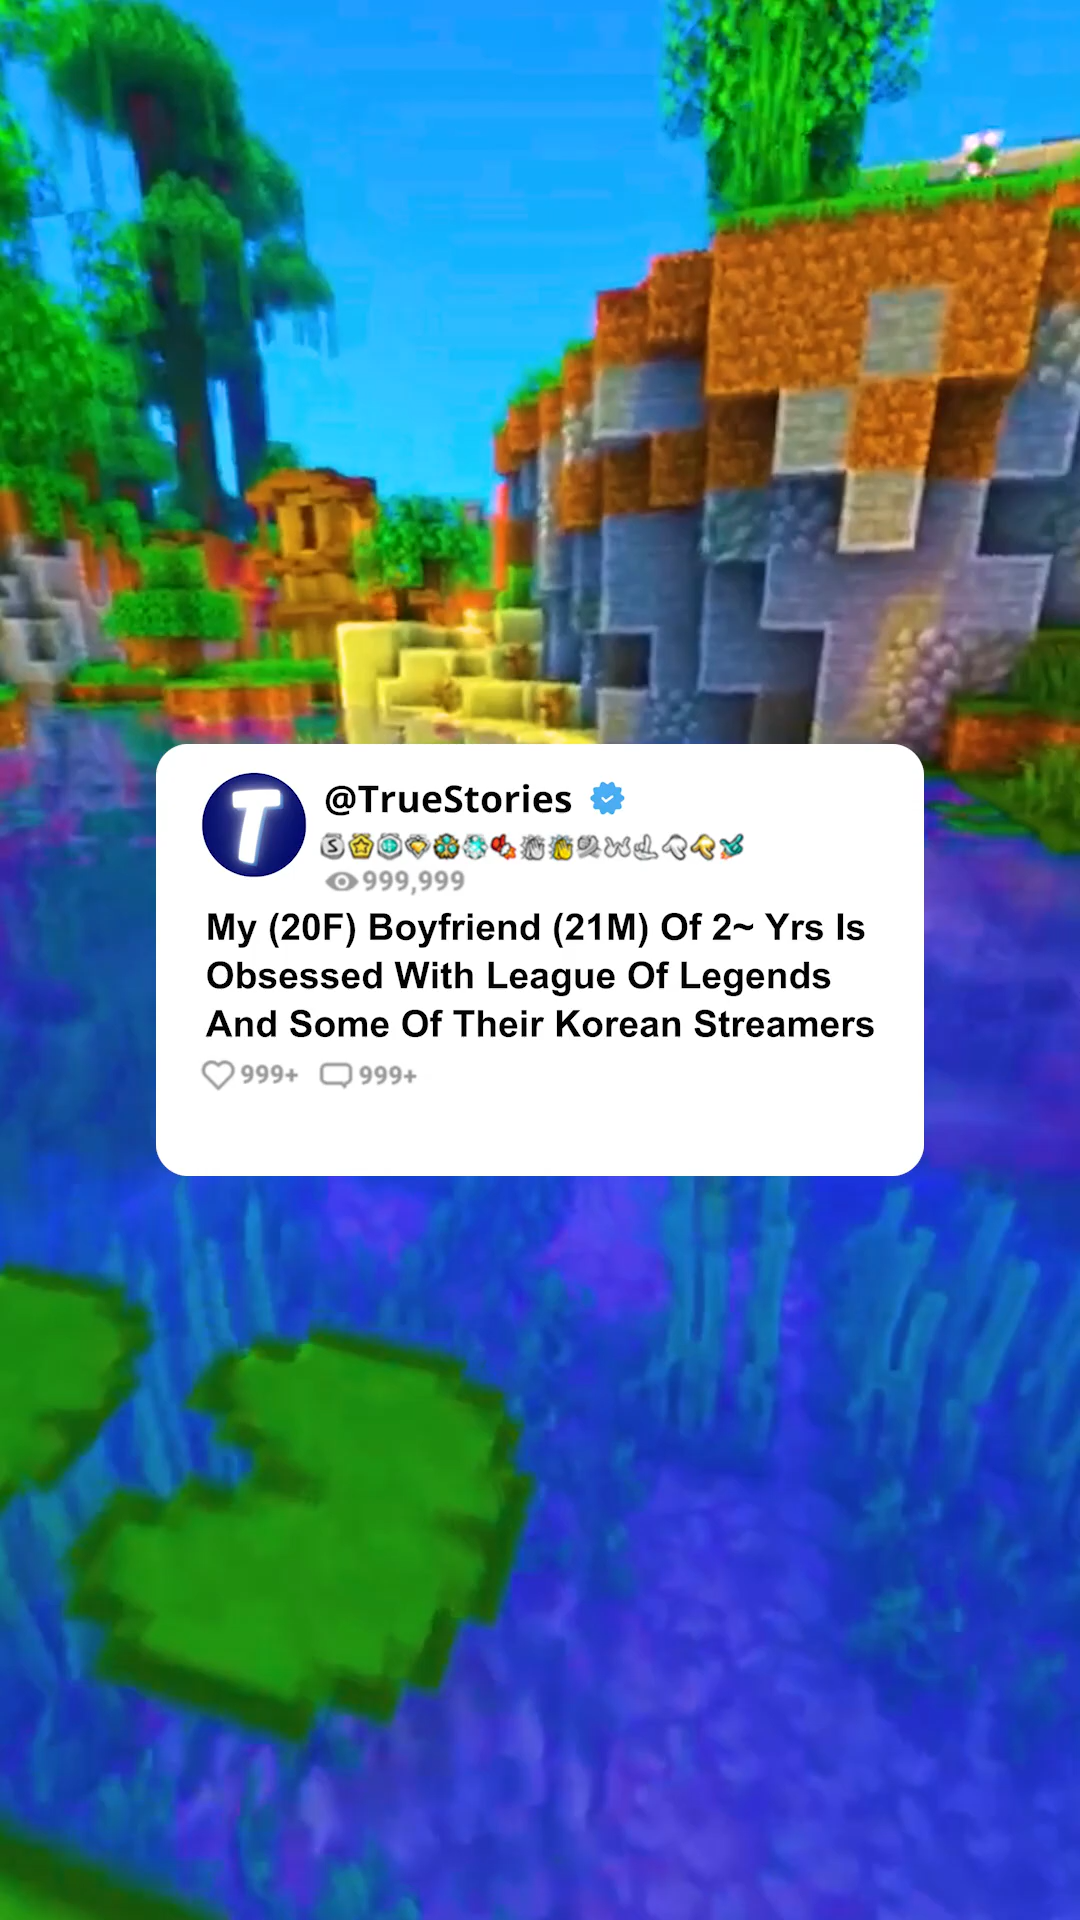 T
@TrueStories
999,999
My (20F) Boyfriend (21M) Of 2~ Yrs Is
Obsessed With League Of Legends
And Some Of Their Korean Streamers
999+ 999+